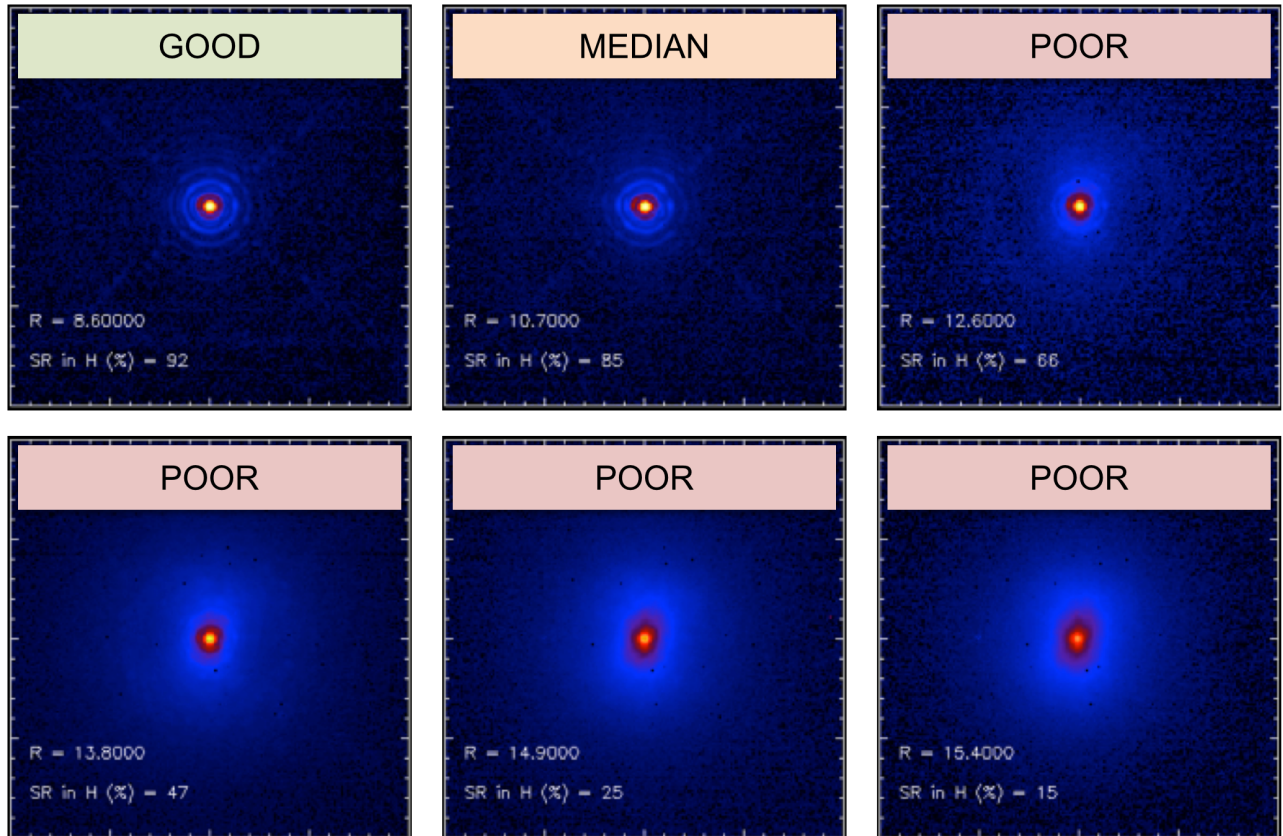 GOOD
R = 8.60000
SR in H (%) = 92
MEDIAN
R = 10.7000
SR in H (%) = 85
POOR
R = 12.6000
SR in H (%) = 66
POOR
R = 13.8000
SR in H (%) = 47
POOR
R = 14.9000
SR in H (%) = 25
POOR
R = 15.4000
SR in H (%) = 15